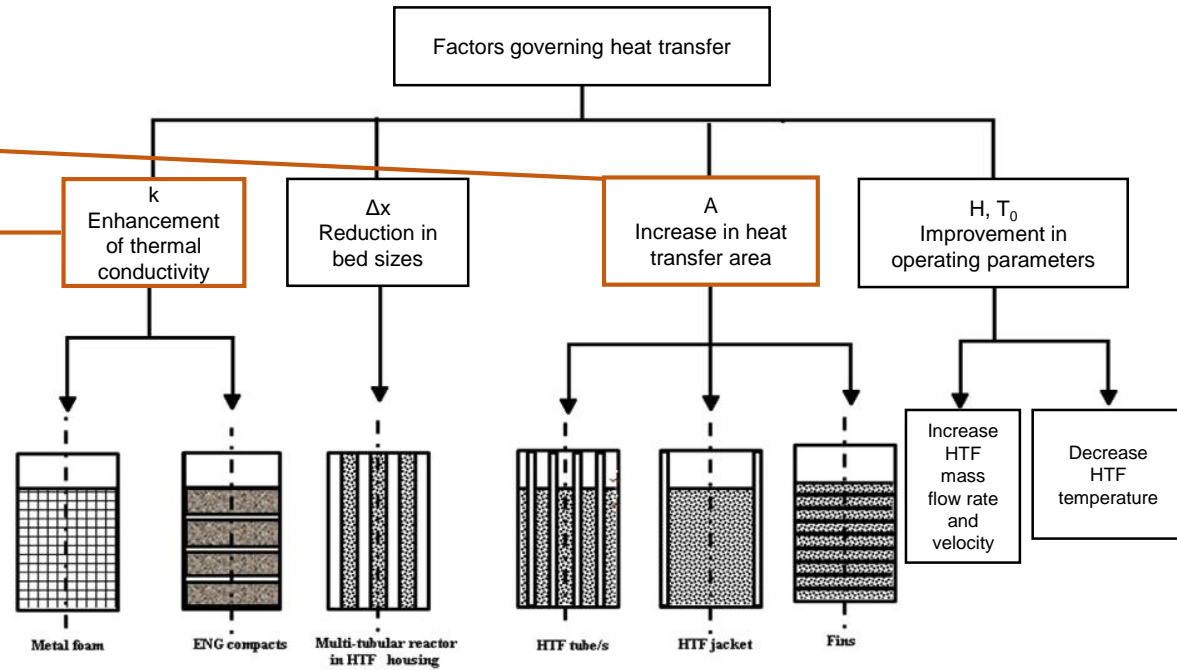 Factors governing heat transfer
k
Enhancement
of thermal
conductivity
Δx
Reduction in
bed sizes
A
Increase in heat
transfer area
H, T₀
Improvement in
operating parameters
Increase
HTF
mass
flow rate
and
velocity
Decrease
HTF
temperature
Metal foam
ENG compacts
Multi-tubular reactor
in HTF housing
HTF tube/s
HTF jacket
Fins